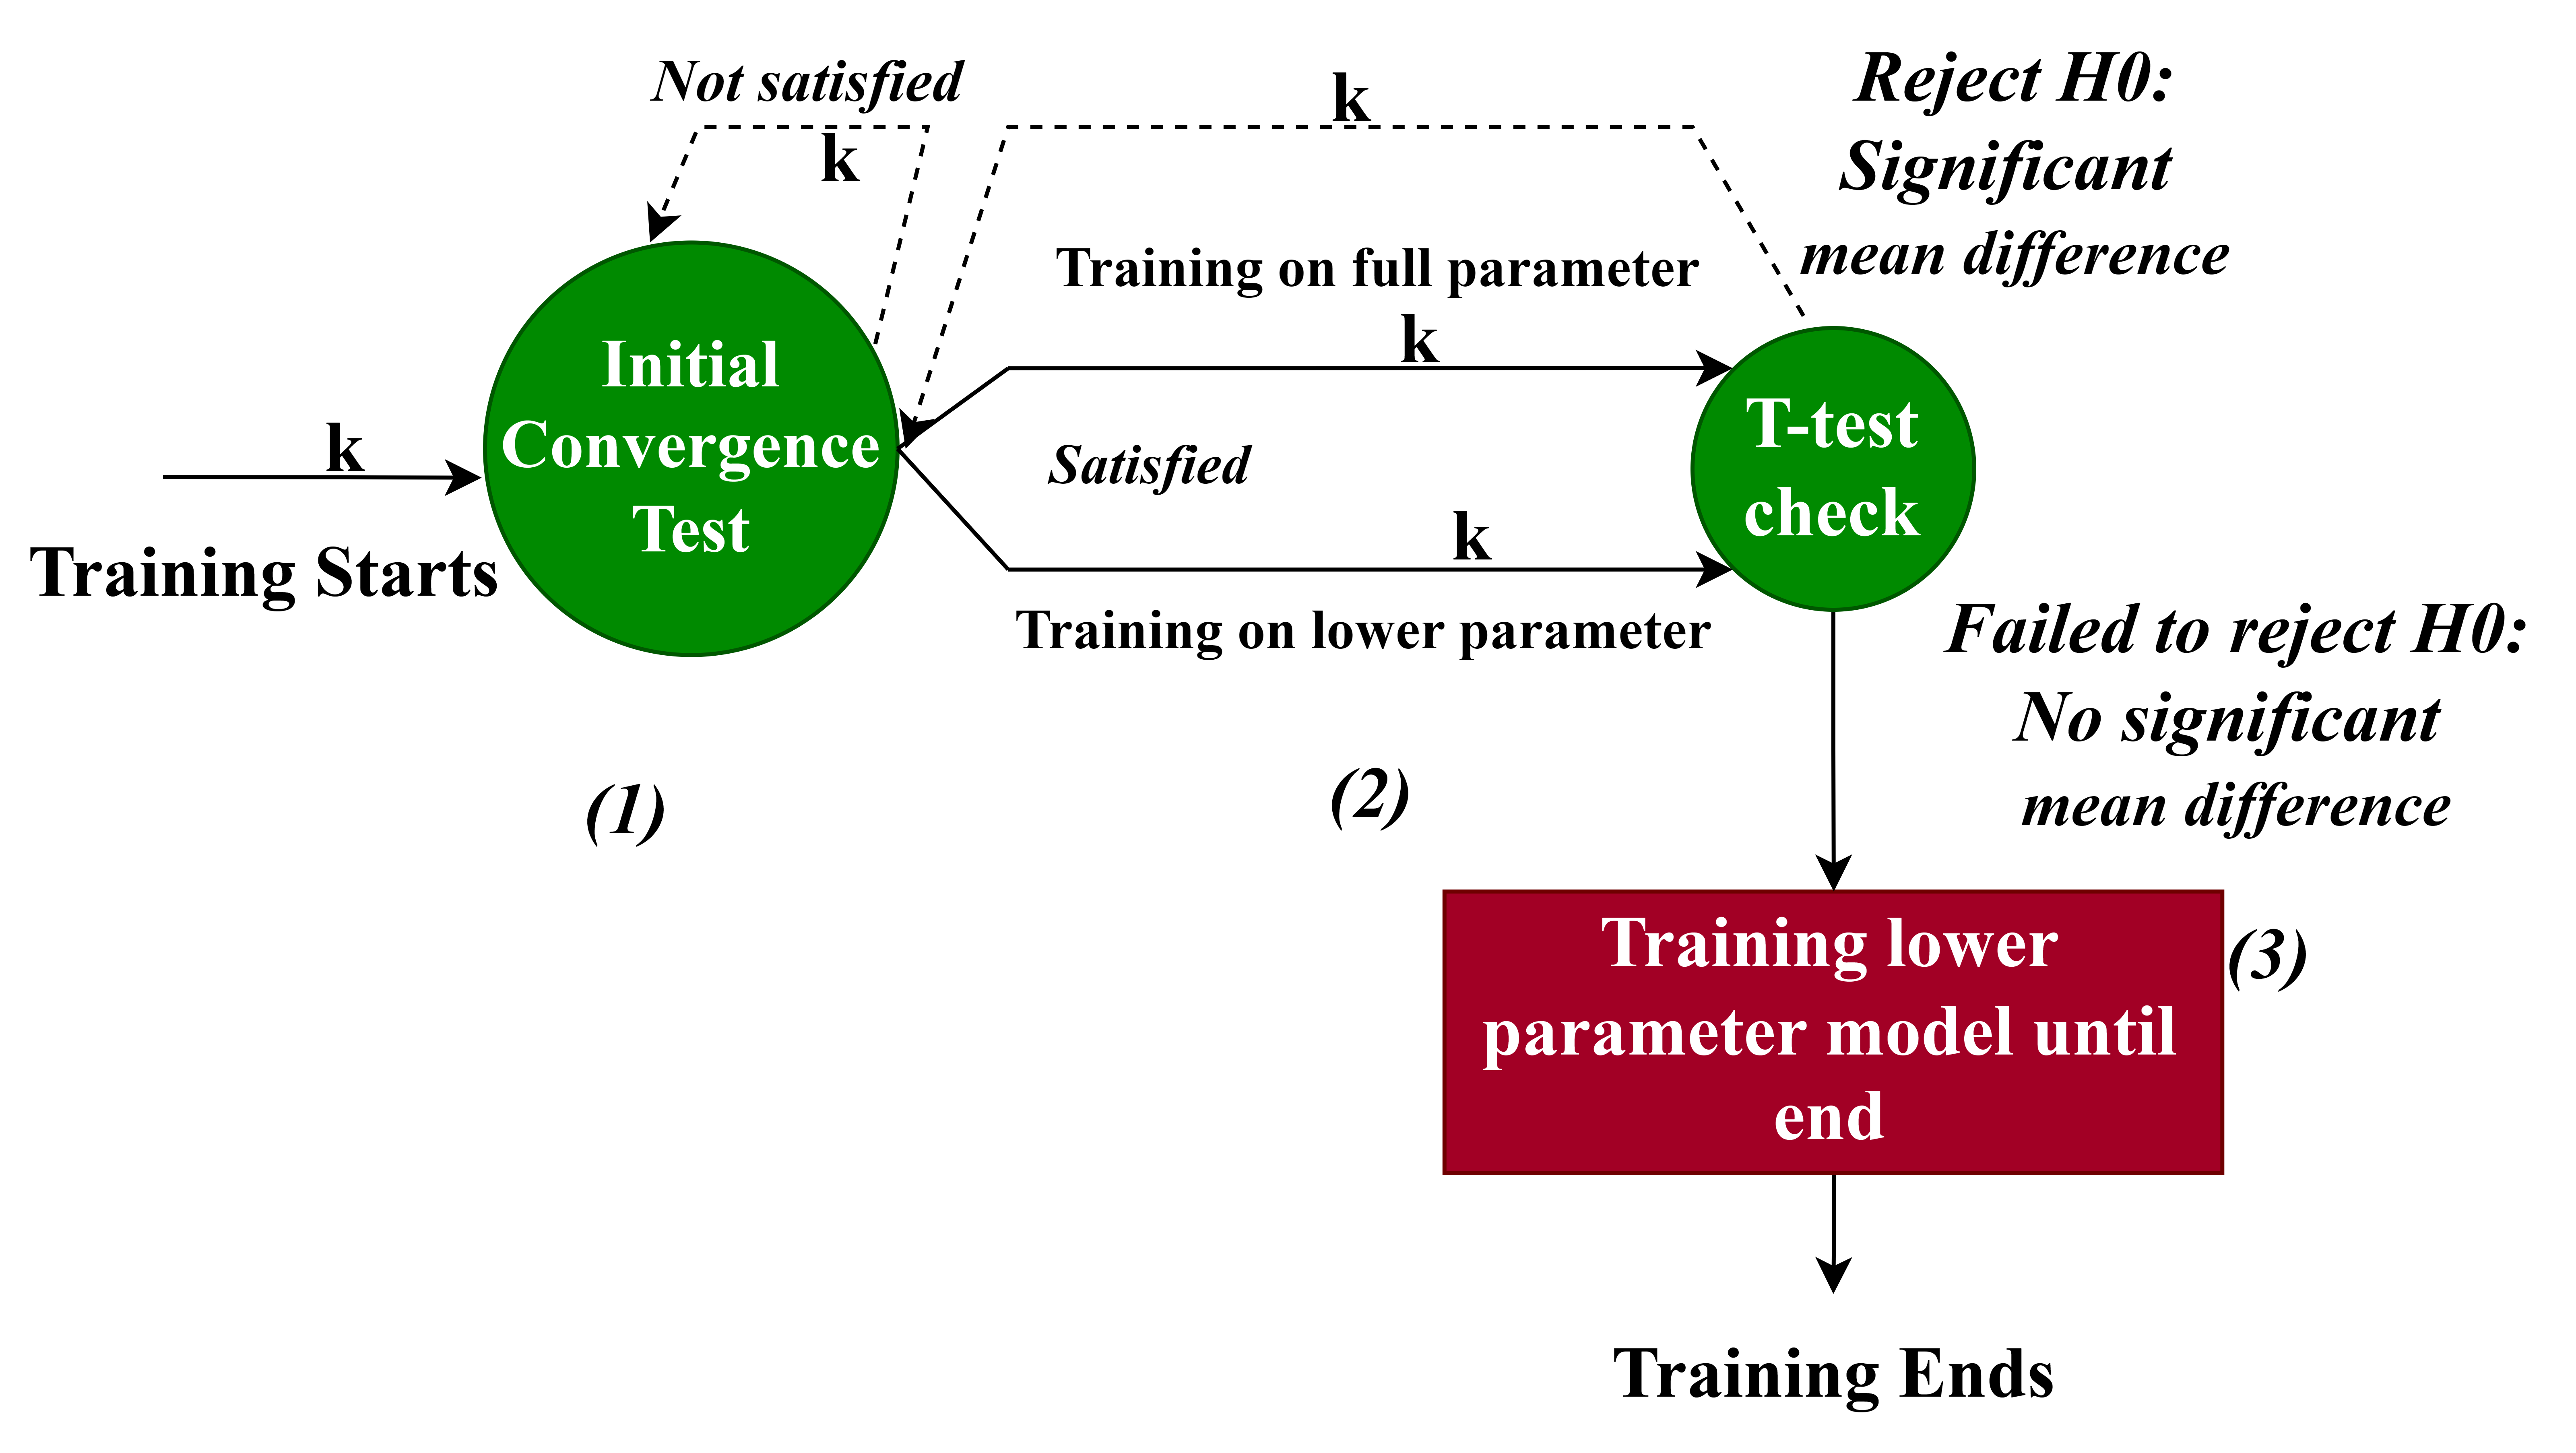 Not satisfied
k
k
Reject H0:
Significant
mean difference
Training on full parameter
k
Initial
Convergence
Test
k
Training Starts
Satisfied
k
Training on lower parameter
T-test
check
Failed to reject H0:
No significant
mean difference
(1)
(2)
Training lower
parameter model until
end
(3)
Training Ends